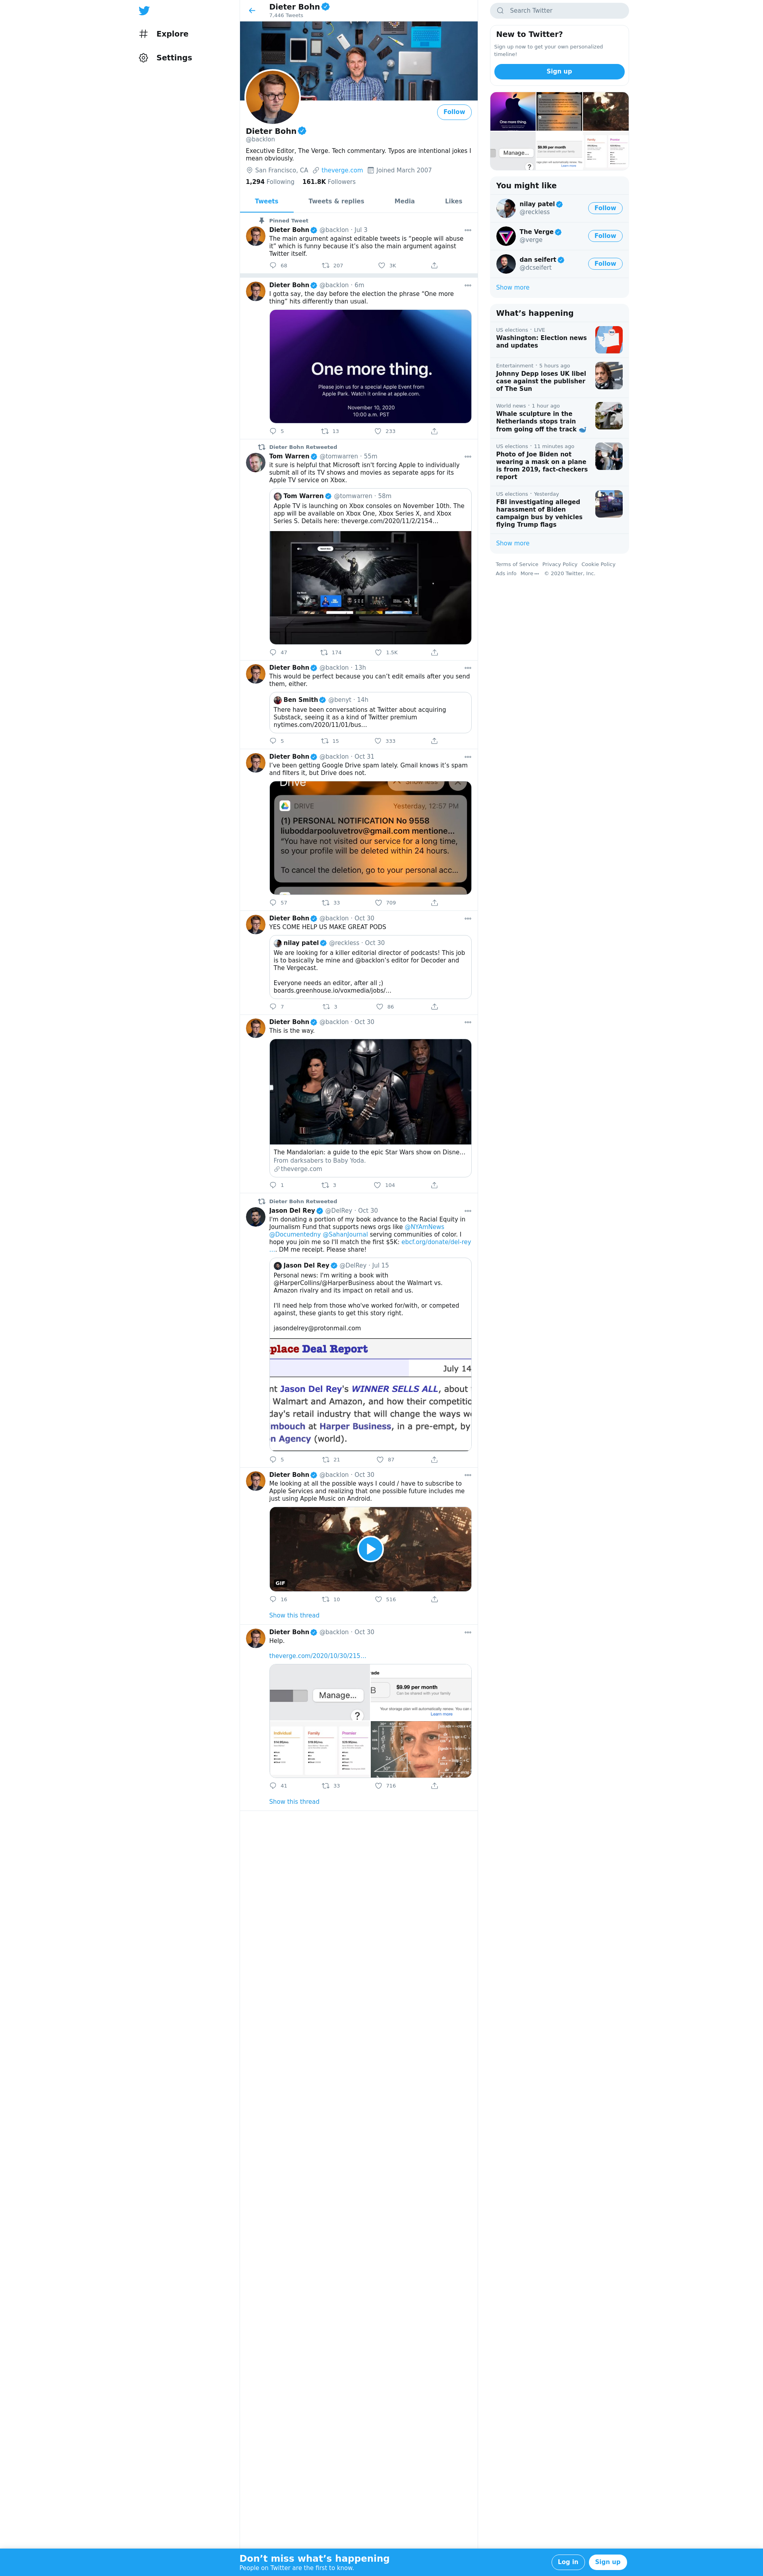 Explore
Settings
Dieter Bohn
7,446 Tweets
Follow
Dieter Bohn
@backlon
Executive Editor, The Verge. Tech commentary. Typos are intentional jokes I
mean obviously.
San Francisco, CA theverge.com Joined March 2007
1,294 Following 161.8K Followers
Tweets Tweets & replies Media Likes
Pinned Tweet
Dieter Bohn @backlon · Jul 3
The main argument against editable tweets is "people will abuse
it" which is funny because it's also the main argument against
Twitter itself.
68 207 3K
Dieter Bohn @backlon · 6m
I gotta say, the day before the election the phrase "One more
thing" hits differently than usual.
One more thing.
Please join us for a special Apple Event from
Apple Park. Watch it online at apple.com.
November 10, 2020
10:00 a.m. PST
5 13 233
Dieter Bohn Retweeted
Tom Warren @tomwarren · 55m
it sure is helpful that Microsoft isn't forcing Apple to individually
submit all of its TV shows and movies as separate apps for its
Apple TV service on Xbox.
Tom Warren @tomwarren · 58m
Apple TV is launching on Xbox consoles on November 10th. The
app will be available on Xbox One, Xbox Series X, and Xbox
Series S. Details here: theverge.com/2020/11/2/2154…
47 174 1.5K
Dieter Bohn @backlon · 13h
This would be perfect because you can't edit emails after you send
them, either.
Ben Smith @benyt · 14h
There have been conversations at Twitter about acquiring
Substack, seeing it as a kind of Twitter premium
nytimes.com/2020/11/01/bus…
5 15 333
Dieter Bohn @backlon · Oct 31
I've been getting Google Drive spam lately. Gmail knows it's spam
and filters it, but Drive does not.
Drive Show less
DRIVE Yesterday, 12:57 PM
(1) PERSONAL NOTIFICATION No 9558
liuboddarpooluvetrov@gmail.com mentione...
"You have not visited our service for a long time,
so your profile will be deleted within 24 hours.
To cancel the deletion, go to your personal acc...
57 33 709
Dieter Bohn @backlon · Oct 30
YES COME HELP US MAKE GREAT PODS
nilay patel @reckless · Oct 30
We are looking for a killer editorial director of podcasts! This job
is to basically be mine and @backlon's editor for Decoder and
The Vergecast.
Everyone needs an editor, after all ;)
boards.greenhouse.io/voxmedia/jobs/…
7 3 86
Dieter Bohn @backlon · Oct 30
This is the way.
The Mandalorian: a guide to the epic Star Wars show on Disne…
From darksabers to Baby Yoda.
theverge.com
1 3 104
Dieter Bohn Retweeted
Jason Del Rey @DelRey · Oct 30
I'm donating a portion of my book advance to the Racial Equity in
Journalism Fund that supports news orgs like @NYAmNews
@Documentedny @SahanJournal serving communities of color. I
hope you join me so I'll match the first $5K: ebcf.org/donate/del-rey
…. DM me receipt. Please share!
Jason Del Rey @DelRey · Jul 15
Personal news: I'm writing a book with
@HarperCollins/@HarperBusiness about the Walmart vs.
Amazon rivalry and its impact on retail and us.
I'll need help from those who've worked for/with, or competed
against, these giants to get this story right.
jasondelrey@protonmail.com
place Deal Report
July 14
nt Jason Del Rey's WINNER SELLS ALL, about
Walmart and Amazon, and how their competitio
day's retail industry that will change the ways we
mbouch at Harper Business, in a pre-empt, by
n Agency (world).
5 21 87
Dieter Bohn @backlon · Oct 30
Me looking at all the possible ways I could / have to subscribe to
Apple Services and realizing that one possible future includes me
just using Apple Music on Android.
GIF
16 10 516
Show this thread
Dieter Bohn @backlon · Oct 30
Help.
theverge.com/2020/10/30/215…
Manage...
?
$9.99 per month
Can be shared with your family
Your storage plan will automatically renew. You can
Learn more
Individual Family Premier
41 33 716
Show this thread
Search Twitter
New to Twitter?
Sign up now to get your own personalized
timeline!
Sign up
One more thing.
Manage...
?
$9.99 per month
Family Premier
You might like
nilay patel
@reckless
Follow
The Verge
@verge
Follow
dan seifert
@dcseifert
Follow
Show more
What's happening
US elections · LIVE
Washington: Election news
and updates
Entertainment · 5 hours ago
Johnny Depp loses UK libel
case against the publisher
of The Sun
World news · 1 hour ago
Whale sculpture in the
Netherlands stops train
from going off the track 🐋
US elections · 11 minutes ago
Photo of Joe Biden not
wearing a mask on a plane
is from 2019, fact-checkers
report
US elections · Yesterday
FBI investigating alleged
harassment of Biden
campaign bus by vehicles
flying Trump flags
Show more
Terms of Service Privacy Policy Cookie Policy
Ads info More © 2020 Twitter, Inc.
Don't miss what's happening
People on Twitter are the first to know.
Log in Sign up